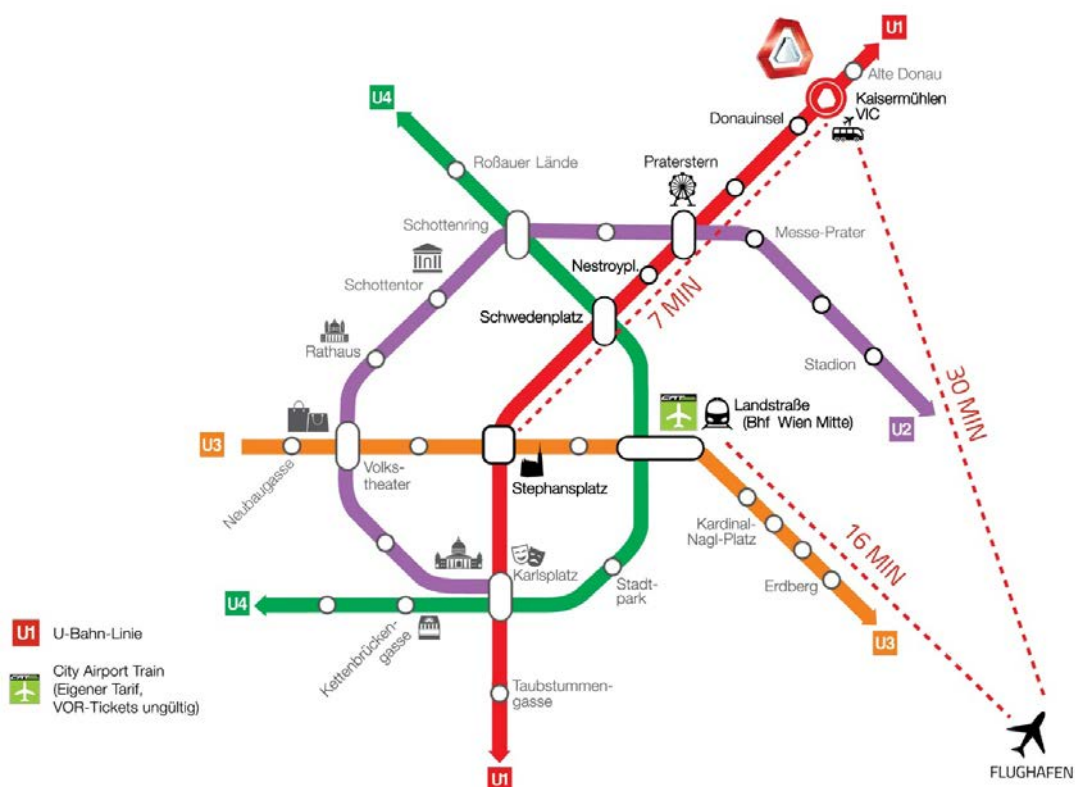 U1
Alte Donau
Kaisermühlen
VIC
Donauinsel
U4
Roßauer Lände
Praterstern
Schottenring
Messe-Prater
Nestroypl.
Schottentor
7 MIN
Schwedenplatz
Rathaus
Stadion
30 MIN
CAT
Landstraße
(Bhf Wien Mitte)
U2
U3
Neubaugasse
Volks-
theater
Stephansplatz
Kardinal-
Nagl-Platz
16 MIN
Erdberg
Karlsplatz
Stadt-
park
U4
Kettenbrücken-
gasse
U3
U1 U-Bahn-Linie
City Airport Train
(Eigener Tarif,
VOR-Tickets ungültig)
Taubstummen-
gasse
U1
FLUGHAFEN